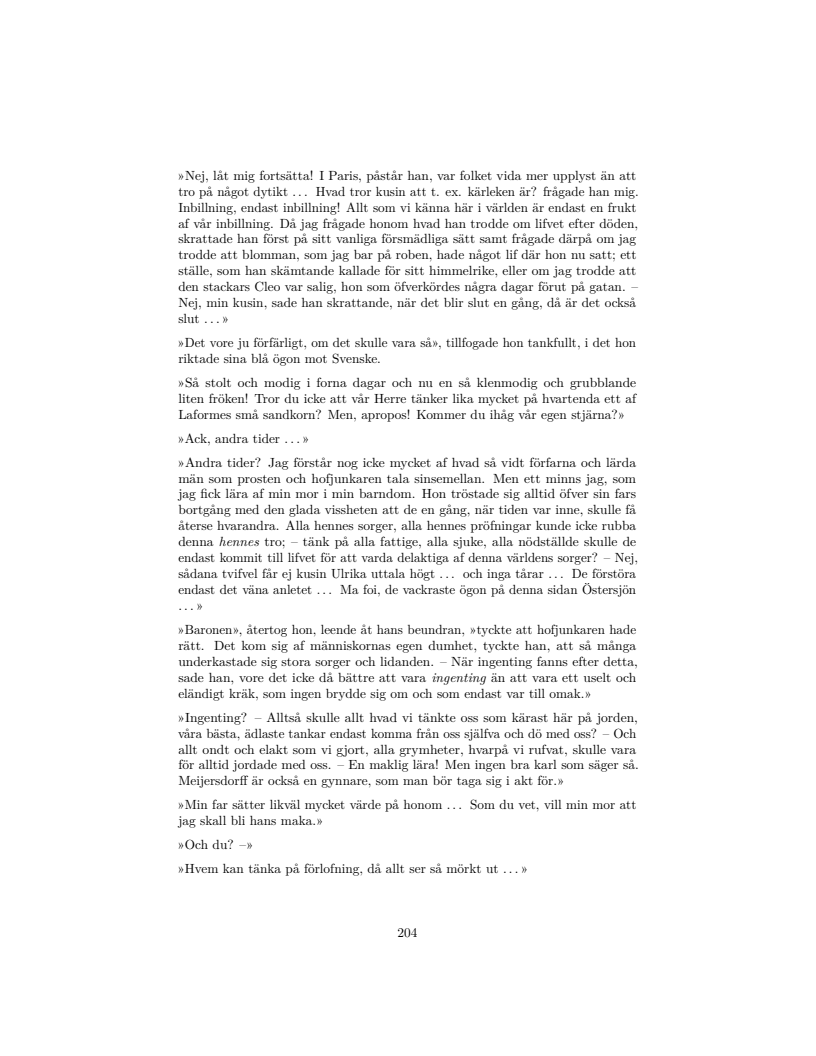 »Nej, låt mig fortsätta! I Paris, påstår han, var folket vida mer upplyst än att
tro på något dytikt ... Hvad tror kusin att t. ex. kärleken är? frågade han mig.
Inbillning, endast inbillning! Allt som vi känna här i världen är endast en frukt
af vår inbillning. Då jag frågade honom hvad han trodde om lifvet efter döden,
skrattade han först på sitt vanliga försmädliga sätt samt frågade därpå om jag
trodde att blomman, som jag bar på roben, hade något lif där hon nu satt; ett
ställe, som han skämtande kallade för sitt himmelrike, eller om jag trodde att
den stackars Cleo var salig, hon som öfverkördes några dagar förut på gatan. –
Nej, min kusin, sade han skrattande, när det blir slut en gång, då är det också
slut ...»
»Det vore ju förfärligt, om det skulle vara så», tillfogade hon tankfullt, i det hon
riktade sina blå ögon mot Svenske.
»Så stolt och modig i forna dagar och nu en så klenmodig och grubblande
liten fröken! Tror du icke att vår Herre tänker lika mycket på hvartenda ett af
Laformes små sandkorn? Men, apropos! Kommer du ihåg vår egen stjärna?»
»Ack, andra tider ...»
»Andra tider? Jag förstår nog icke mycket af hvad så vidt förfarna och lärda
män som prosten och hofjunkaren tala sinsemellan. Men ett minns jag, som
jag fick lära af min mor i min barndom. Hon tröstade sig alltid öfver sin fars
bortgång med den glada vissheten att de en gång, när tiden var inne, skulle få
återse hvarandra. Alla hennes sorger, alla hennes pröfningar kunde icke rubba
denna hennes tro; – tänk på alla fattige, alla sjuke, alla nödställde skulle de
endast kommit till lifvet för att varda delaktiga af denna världens sorger? – Nej,
sådana tvifvel får ej kusin Ulrika uttala högt ... och inga tårar ... De förstöra
endast det väna anletet ... Ma foi, de vackraste ögon på denna sidan Östersjön
...»
»Baronen», återtog hon, leende åt hans beundran, »tyckte att hofjunkaren hade
rätt. Det kom sig af människornas egen dumhet, tyckte han, att så många
underkastade sig stora sorger och lidanden. – När ingenting fanns efter detta,
sade han, vore det icke då bättre att vara ingenting än att vara ett uselt och
eländigt kräk, som ingen brydde sig om och som endast var till omak.»
»Ingenting? – Alltså skulle allt hvad vi tänkte oss som kärast här på jorden,
våra bästa, ädlaste tankar endast komma från oss själfva och dö med oss? – Och
allt ondt och elakt som vi gjort, alla grymheter, hvarpå vi rufvat, skulle vara
för alltid jordade med oss. – En maklig lära! Men ingen bra karl som säger så.
Meijersdorff är också en gynnare, som man bör taga sig i akt för.»
»Min far sätter likväl mycket värde på honom ... Som du vet, vill min mor att
jag skall bli hans maka.»
»Och du? –»
»Hvem kan tänka på förlofning, då allt ser så mörkt ut ...»
204